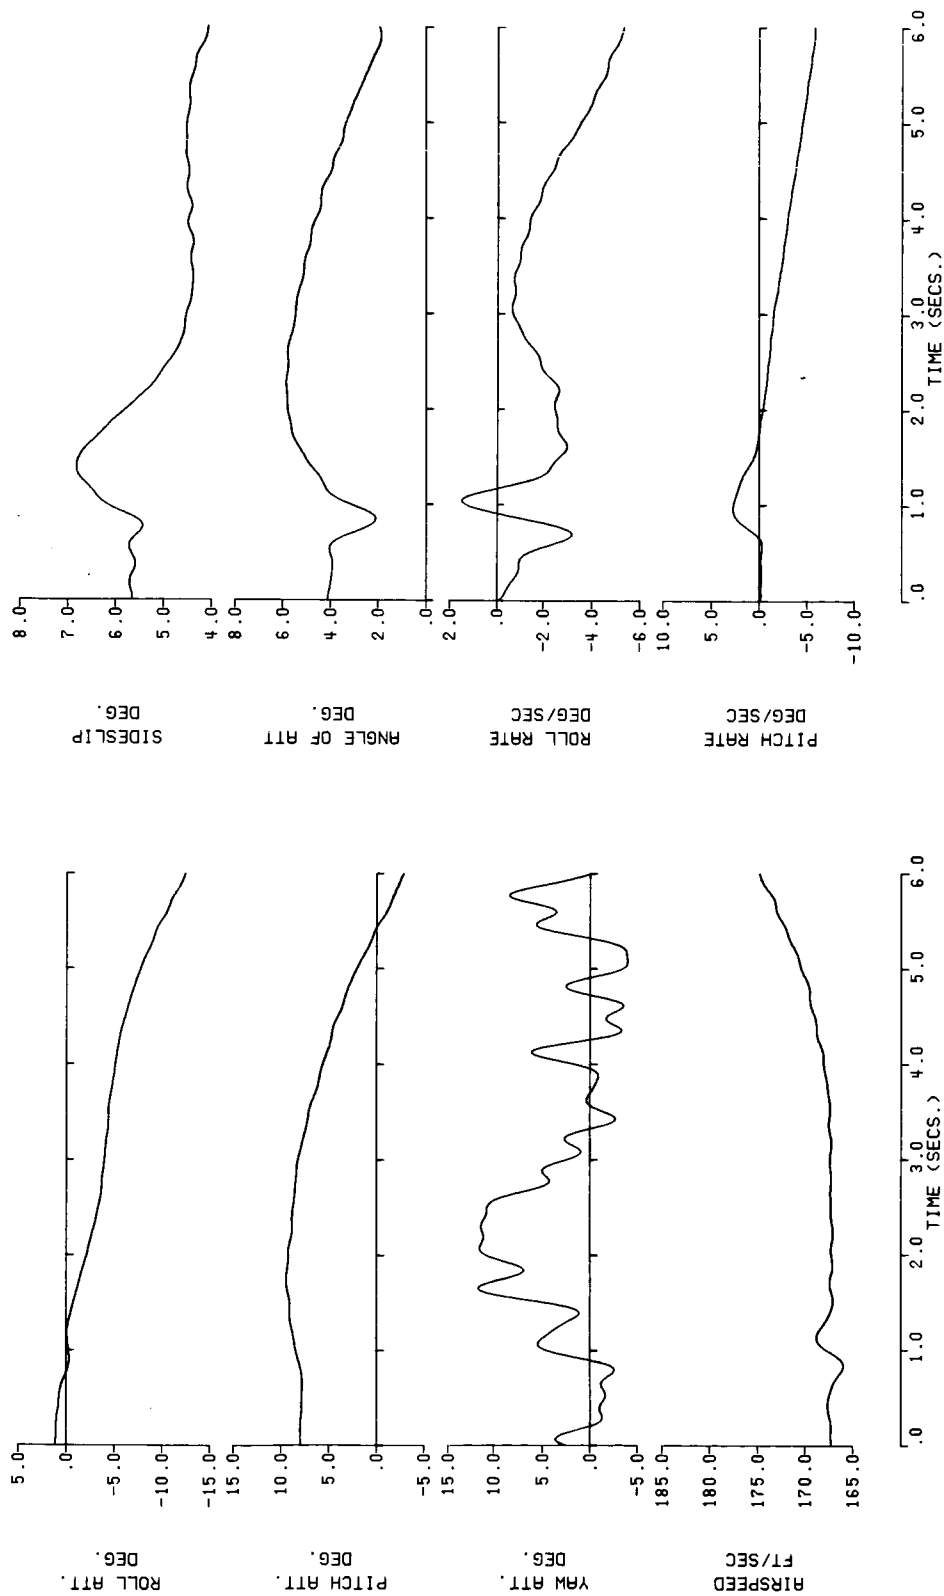 ROLL ATT.
DEG.
5.0
.0
-5.0
-10.0
-15.0
PITCH ATT.
DEG.
15.0
10.0
5.0
.0
-5.0
YAW ATT.
DEG.
15.0
10.0
5.0
.0
-5.0
AIRSPEED
FT/SEC
185.0
180.0
175.0
170.0
165.0
.0 1.0 2.0 3.0 4.0 5.0 6.0
TIME (SECS.)
SIDESLIP
DEG.
8.0
7.0
6.0
5.0
4.0
ANGLE OF ATT
DEG.
8.0
6.0
4.0
2.0
.0
ROLL RATE
DEG/SEC
2.0
.0
-2.0
-4.0
-6.0
PITCH RATE
DEG/SEC
10.0
5.0
.0
-5.0
-10.0
.0 1.0 2.0 3.0 4.0 5.0 6.0
TIME (SECS.)